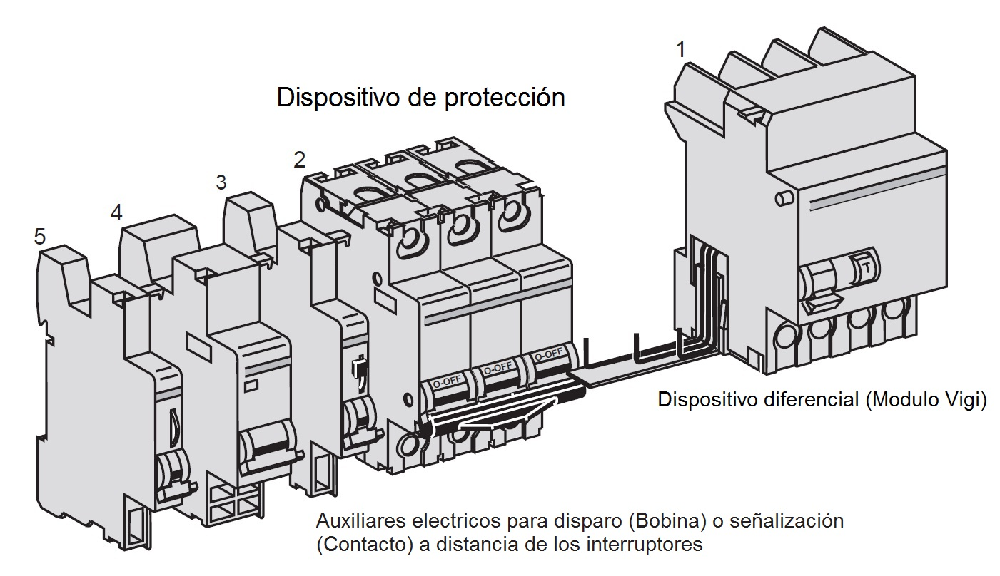 1
Dispositivo de protección
2
3
4
5
O-OFF
O-OFF
O-OFF
T
Dispositivo diferencial (Modulo Vigi)
Auxiliares electricos para disparo (Bobina) o señalización
(Contacto) a distancia de los interruptores